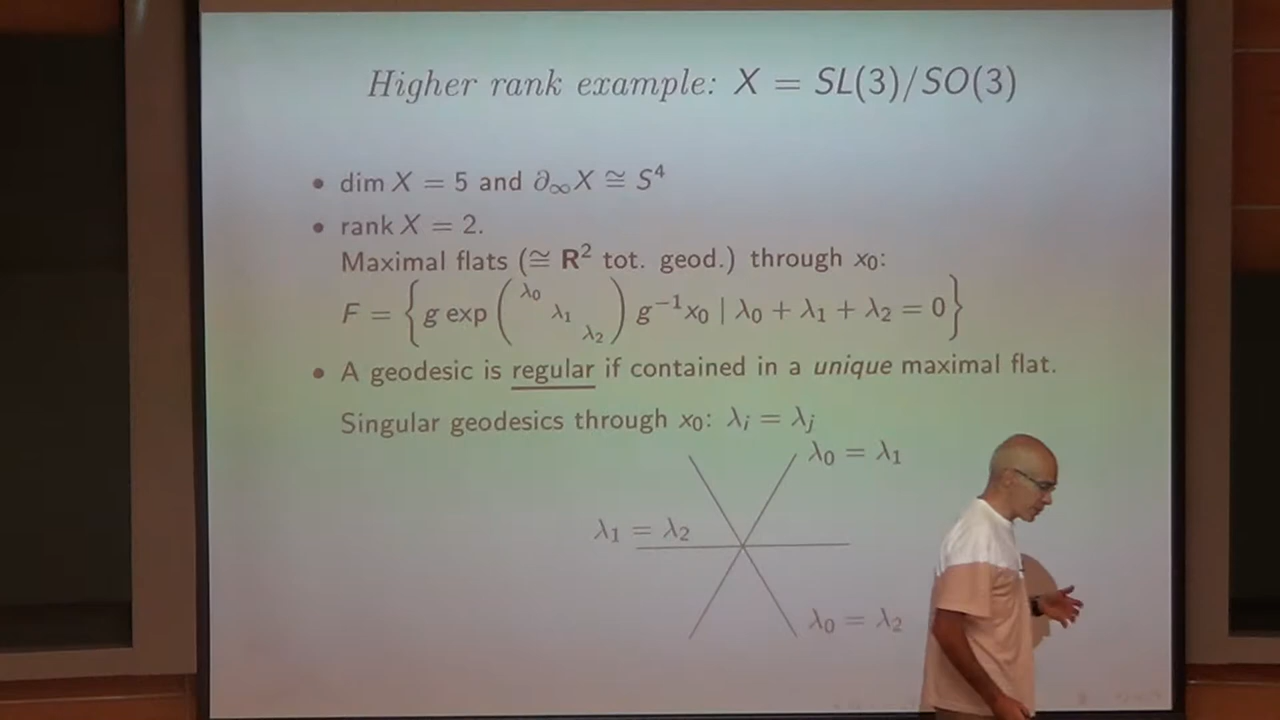 Higher rank example: X = SL(3)/SO(3)
• dim X = 5 and ∂∞X ≅ S⁴
• rank X = 2.
Maximal flats (≅ R² tot. geod.) through x₀:
F = { g exp ( λ₀ λ₁ λ₂ ) g⁻¹x₀ | λ₀ + λ₁ + λ₂ = 0 }
• A geodesic is regular if contained in a unique maximal flat.
Singular geodesics through x₀: λᵢ = λⱼ
λ₀ = λ₁
λ₁ = λ₂
λ₀ = λ₂